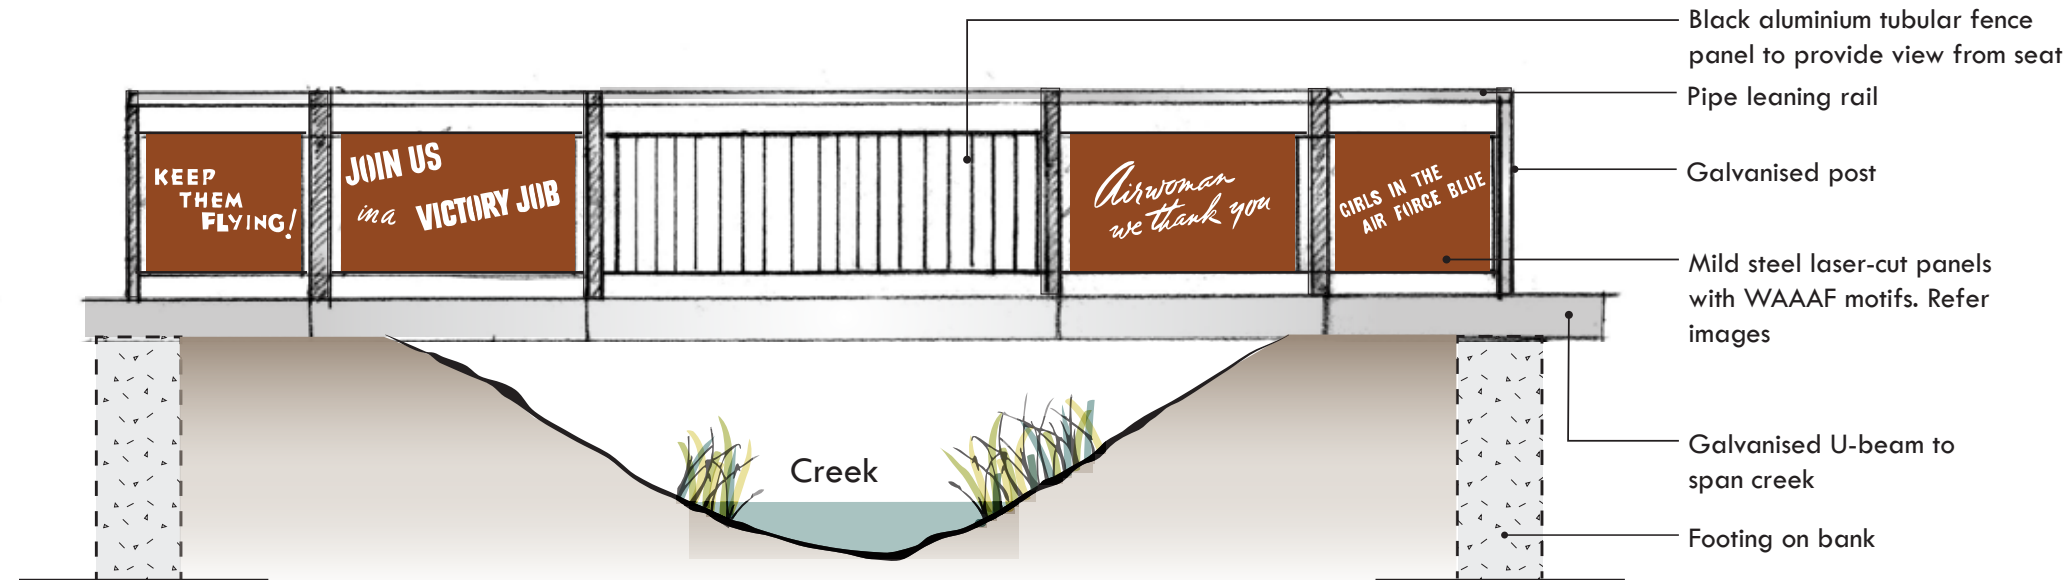 Black aluminium tubular fence
panel to provide view from seat
Pipe leaning rail
Galvanised post
Mild steel laser-cut panels
with WAAAF motifs. Refer
images
Galvanised U-beam to
span creek
Footing on bank
KEEP
THEM
FLYING!
JOIN US
in a VICTORY JOB
Airwoman
we thank you
GIRLS IN THE
AIR FORCE BLUE
Creek